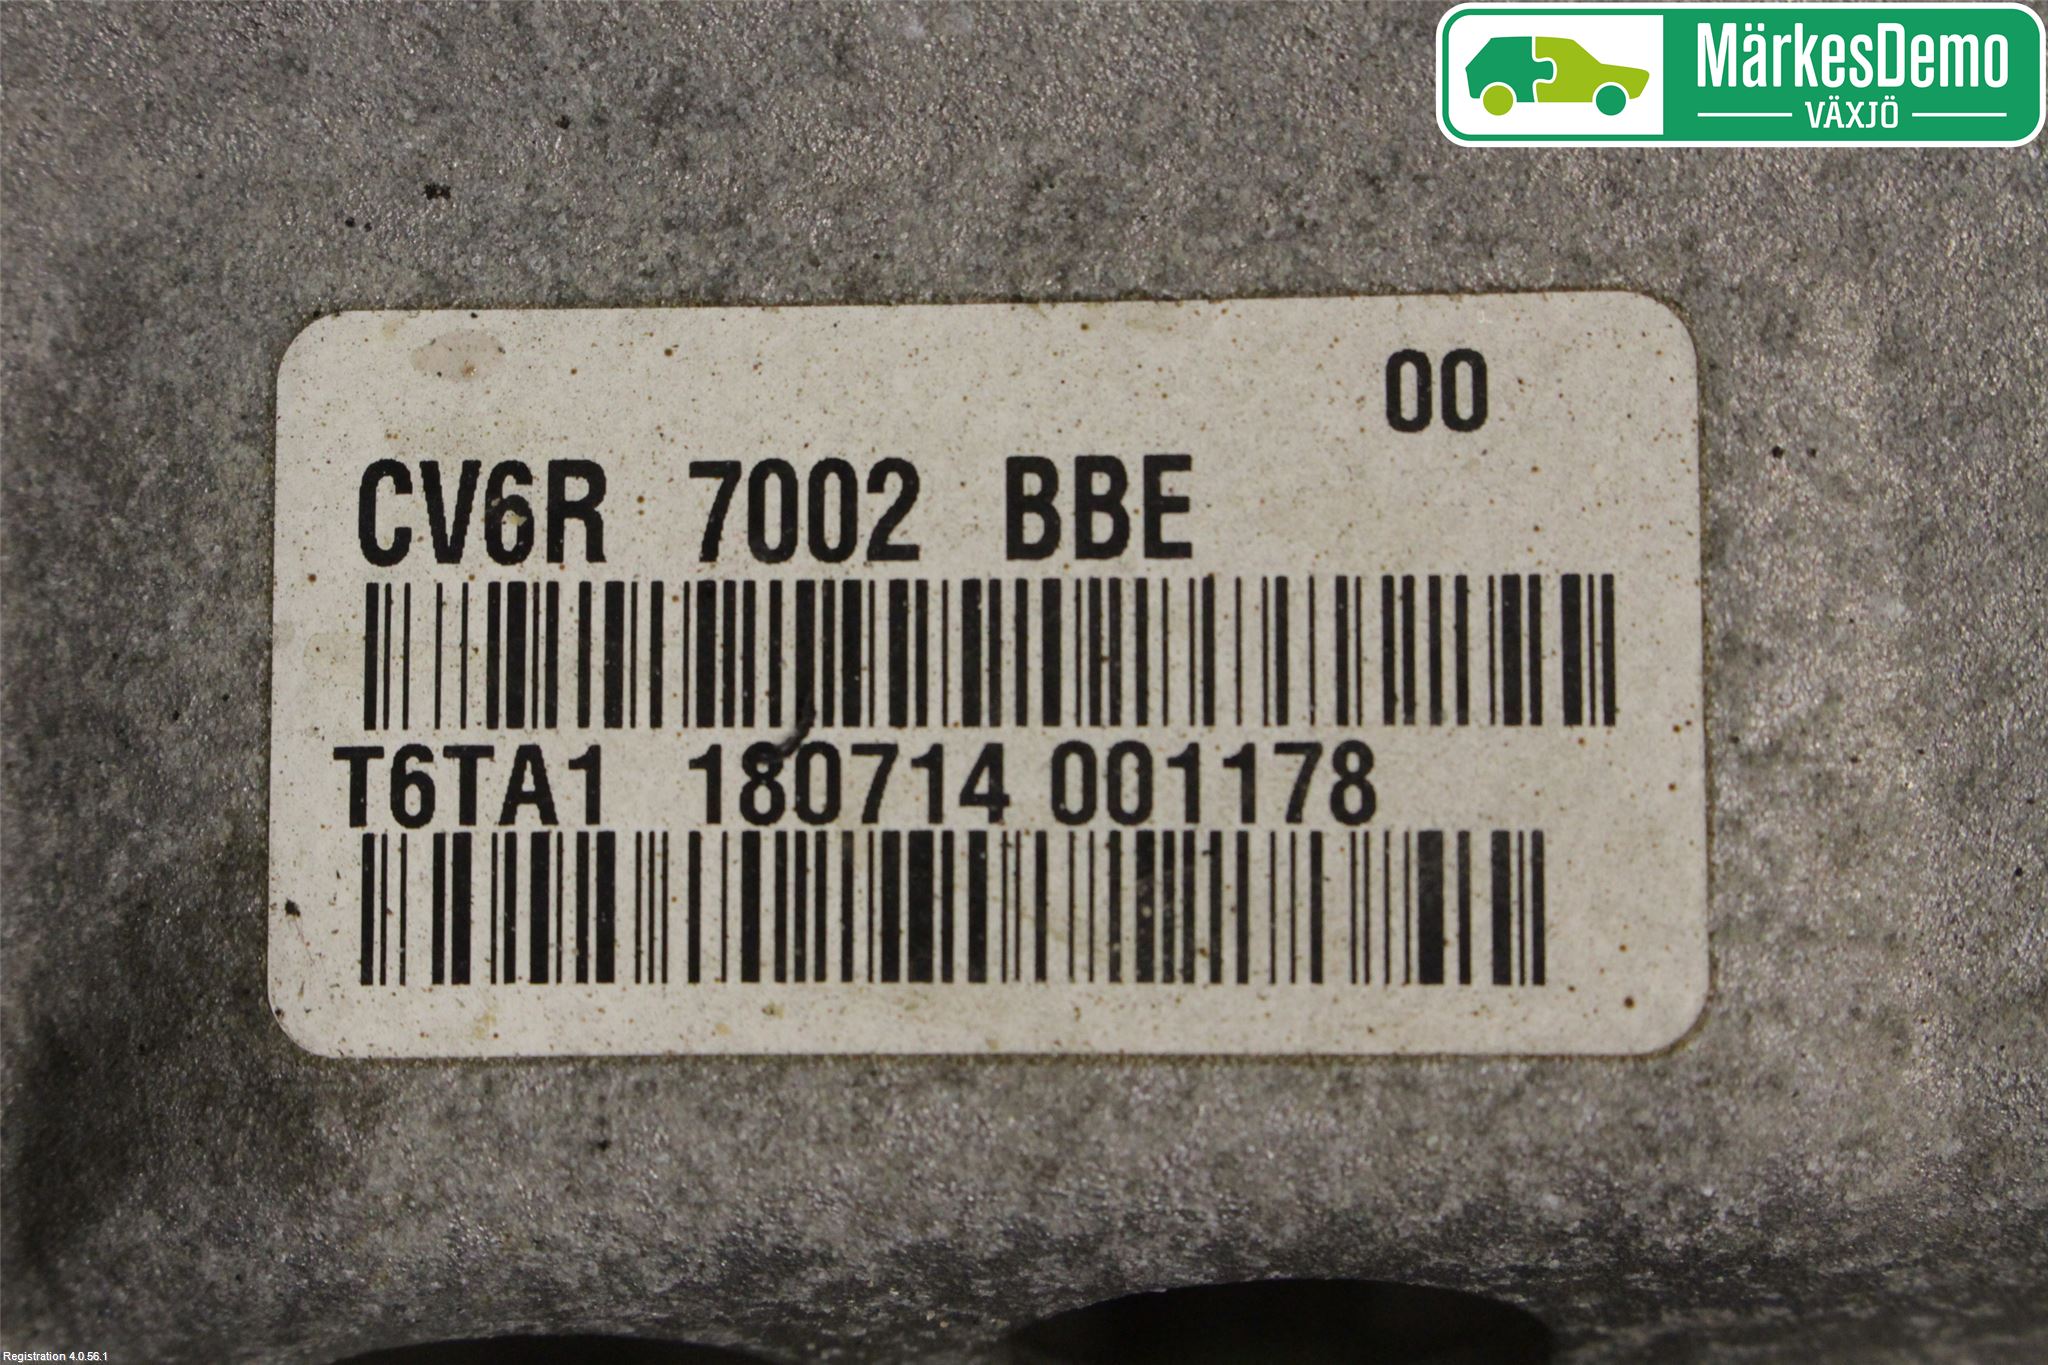 MärkesDemo
VÄXJÖ
00
CV6R 7002 BBE
T6TA1 180714 001178
Registration 4.0.56.1